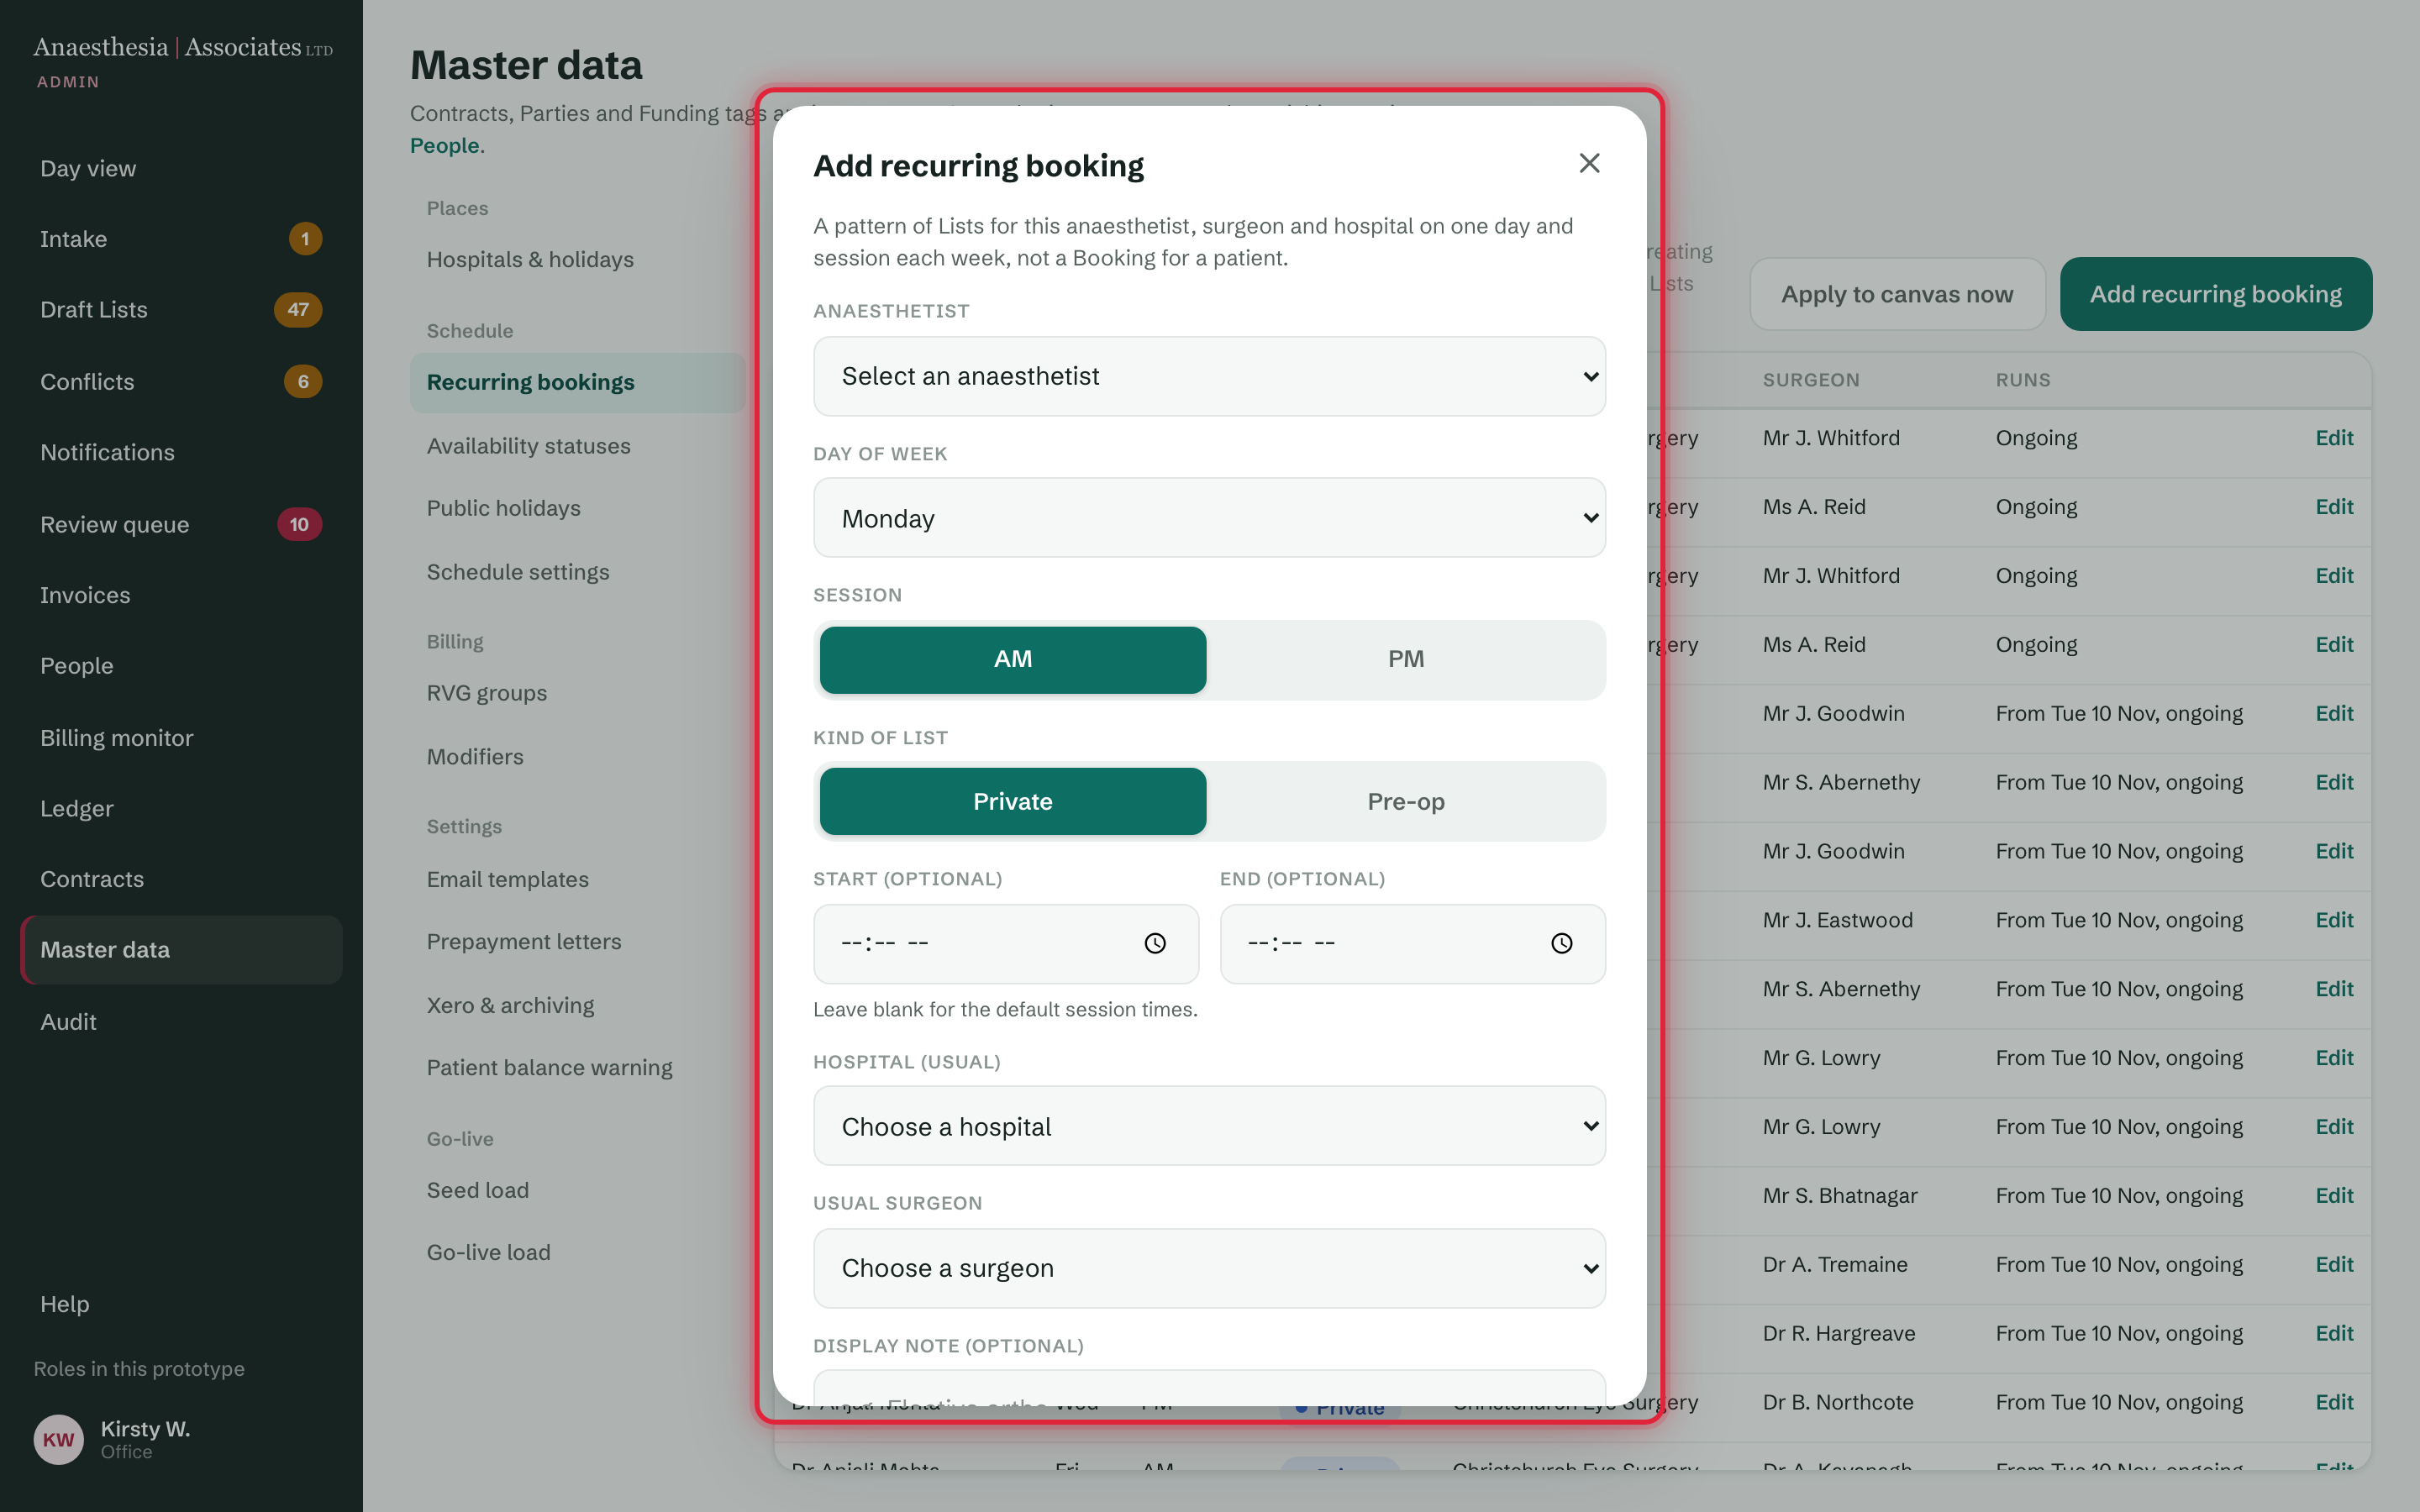 Anaesthesia | Associates LTD
ADMIN
Day view
Intake 1
Draft Lists 47
Conflicts 6
Notifications
Review queue 10
Invoices
People
Billing monitor
Ledger
Contracts
Master data
Audit
Help
Roles in this prototype
KW
Kirsty W.
Office
Master data
Contracts, Parties and Funding tags
People.
Places
Hospitals & holidays
Schedule
Recurring bookings
Availability statuses
Public holidays
Schedule settings
Billing
RVG groups
Modifiers
Settings
Email templates
Prepayment letters
Xero & archiving
Patient balance warning
Go-live
Seed load
Go-live load
Add recurring booking
A pattern of Lists for this anaesthetist, surgeon and hospital on one day and
session each week, not a Booking for a patient.
ANAESTHETIST
Select an anaesthetist
DAY OF WEEK
Monday
SESSION
AM PM
KIND OF LIST
Private Pre-op
START (OPTIONAL) END (OPTIONAL)
--:-- -- --:-- --
Leave blank for the default session times.
HOSPITAL (USUAL)
Choose a hospital
USUAL SURGEON
Choose a surgeon
DISPLAY NOTE (OPTIONAL)
Lists
Apply to canvas now
Add recurring booking
SURGEON RUNS
Mr J. Whitford Ongoing Edit
Ms A. Reid Ongoing Edit
Mr J. Whitford Ongoing Edit
Ms A. Reid Ongoing Edit
Mr J. Goodwin From Tue 10 Nov, ongoing Edit
Mr S. Abernethy From Tue 10 Nov, ongoing Edit
Mr J. Goodwin From Tue 10 Nov, ongoing Edit
Mr J. Eastwood From Tue 10 Nov, ongoing Edit
Mr S. Abernethy From Tue 10 Nov, ongoing Edit
Mr G. Lowry From Tue 10 Nov, ongoing Edit
Mr G. Lowry From Tue 10 Nov, ongoing Edit
Mr S. Bhatnagar From Tue 10 Nov, ongoing Edit
Dr A. Tremaine From Tue 10 Nov, ongoing Edit
Dr R. Hargreave From Tue 10 Nov, ongoing Edit
Private Surgery Dr B. Northcote From Tue 10 Nov, ongoing Edit